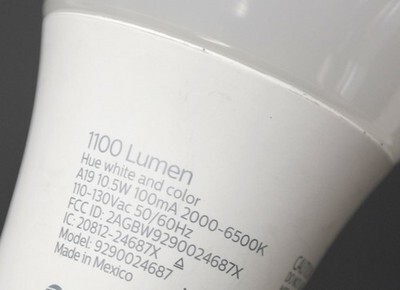 1100 Lumen
Hue white and color
A19 10.5W 100mA 2000-6500K
110-130Vac 50/60Hz
FCC ID: 2AGBW9290024687X
IC: 20812-24687X
Model: 9290024687
Made in Mexico